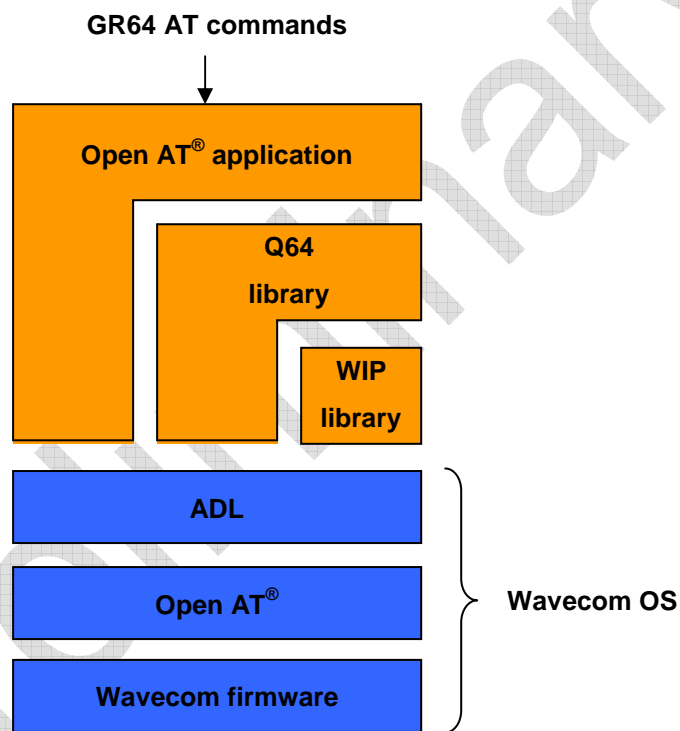 GR64 AT commands
Open AT® application
Q64
library
WIP
library
ADL
Open AT®
Wavecom OS
Wavecom firmware